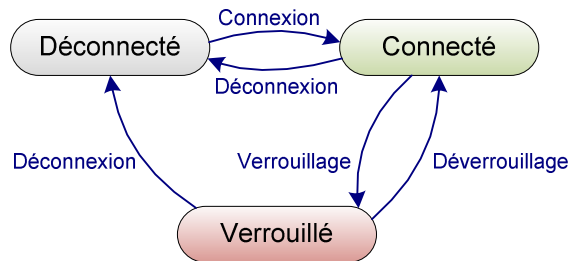 Connexion
Déconnecté
Connecté
Déconnexion
Déconnexion
Verrouillage
Déverrouillage
Verrouillé